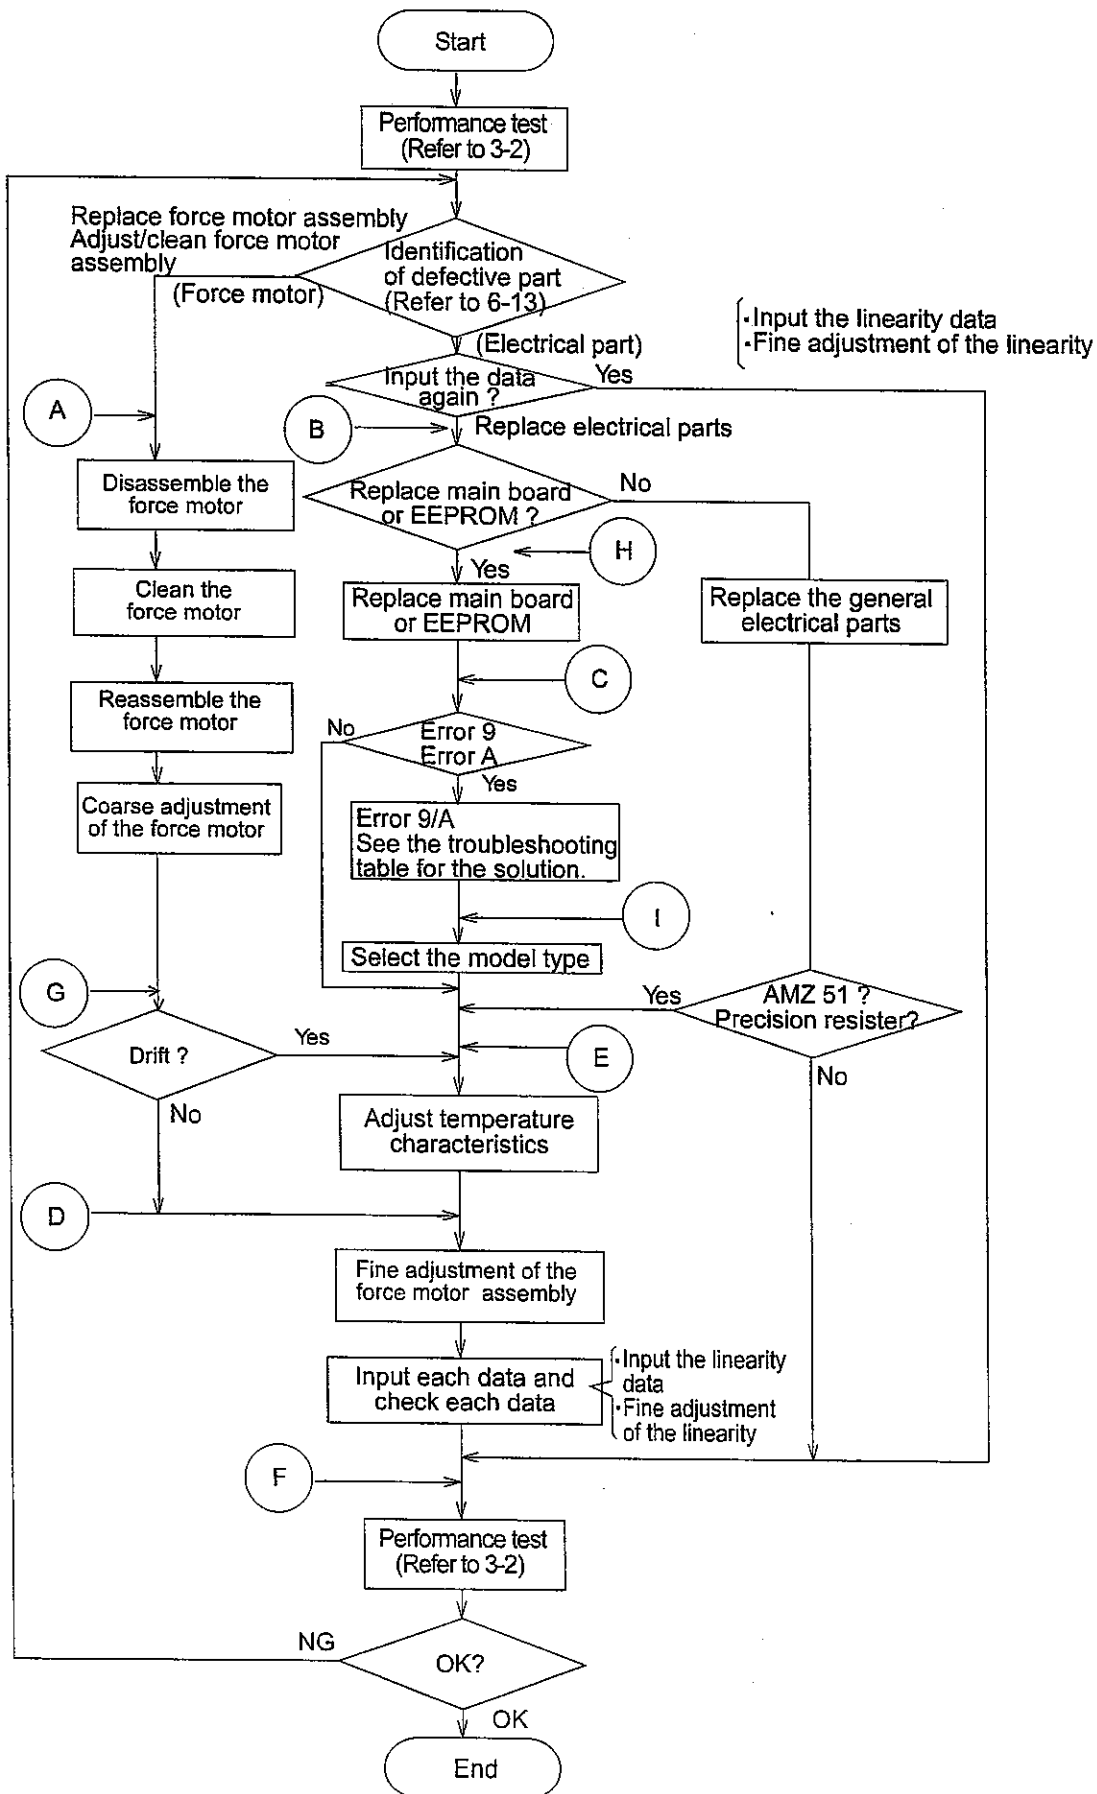 Start
Performance test
(Refer to 3-2)
Replace force motor assembly
Adjust/clean force motor
assembly
(Force motor)
Identification
of defective part
(Refer to 6-13)
(Electrical part)
·Input the linearity data
·Fine adjustment of the linearity
Input the data
again ?
Yes
A
B
Replace electrical parts
Disassemble the
force motor
Replace main board
or EEPROM ?
No
H
Yes
Clean the
force motor
Replace main board
or EEPROM
Replace the general
electrical parts
C
Reassemble the
force motor
No
Error 9
Error A
Yes
Coarse adjustment
of the force motor
Error 9/A
See the troubleshooting
table for the solution.
I
Select the model type
G
Yes
AMZ 51 ?
Precision resister?
Drift ?
Yes
E
No
No
Adjust temperature
characteristics
D
Fine adjustment of the
force motor assembly
Input each data and
check each data
·Input the linearity
data
·Fine adjustment
of the linearity
F
Performance test
(Refer to 3-2)
NG
OK?
OK
End